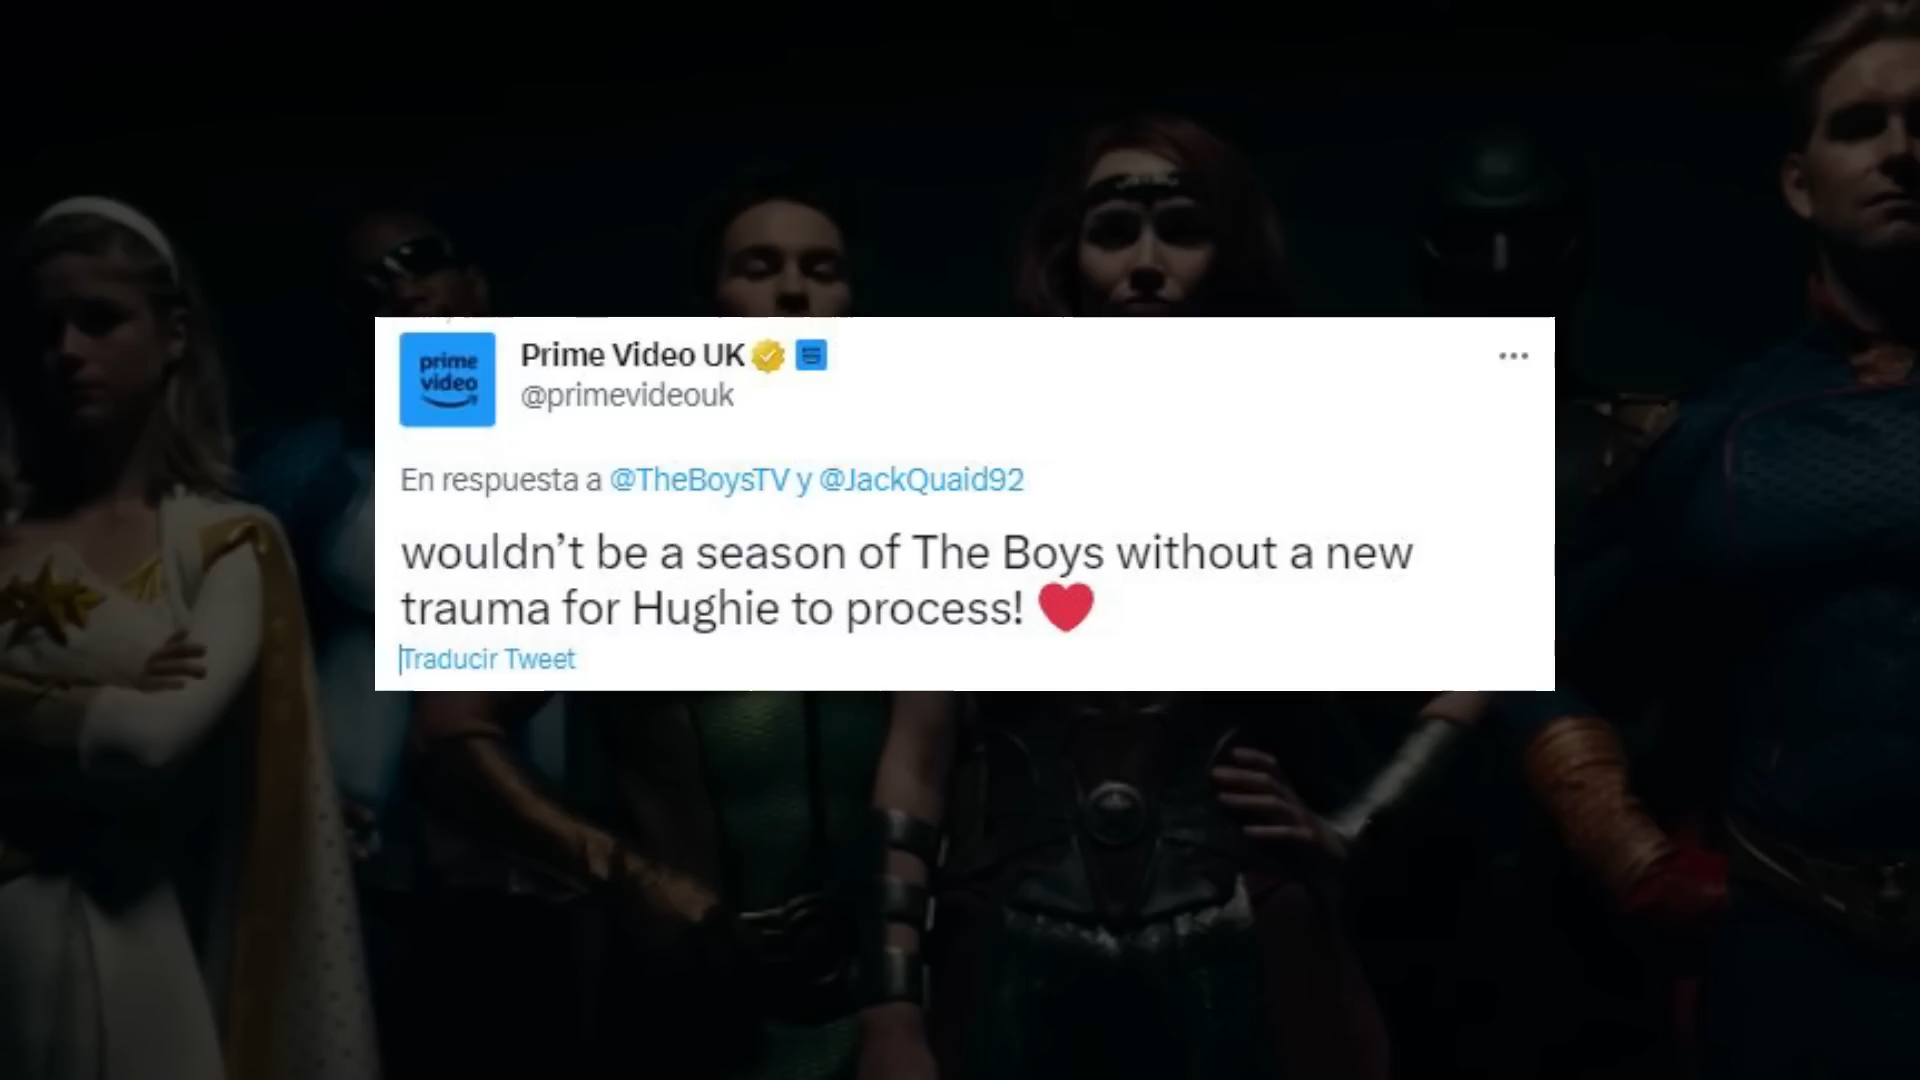 prime
video
Prime Video UK
@primevideouk
En respuesta a @TheBoysTV y @JackQuaid92
wouldn’t be a season of The Boys without a new
trauma for Hughie to process! ❤️
Traducir Tweet